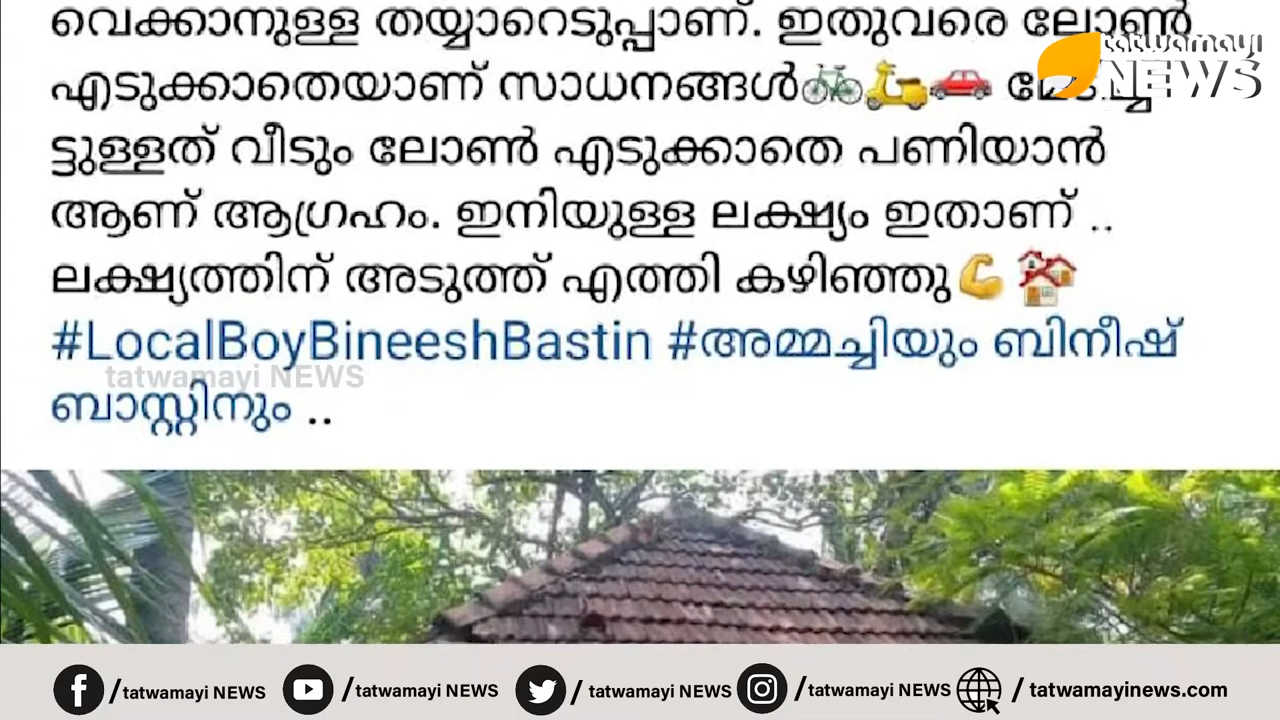 വെക്കാനുള്ള തയ്യാറെടുപ്പാണ്. ഇതുവരെ ലോൺ
tatwamayi
NEWS
എടുക്കാതെയാണ് സാധനങ്ങൾ🚲🛵🚗
ട്ടുള്ളത് വീടും ലോൺ എടുക്കാതെ പണിയാൻ
ആണ് ആഗ്രഹം. ഇനിയുള്ള ലക്ഷ്യം ഇതാണ് ..
ലക്ഷ്യത്തിന് അടുത്ത് എത്തി കഴിഞ്ഞു💪🏘
#LocalBoyBineeshBastin #അമ്മച്ചിയും ബിനീഷ്
tatwamayi NEWS
ബാസ്റ്റിനും ..
/tatwamayi NEWS /tatwamayi NEWS / tatwamayi NEWS /tatwamayi NEWS / tatwamayinews.com